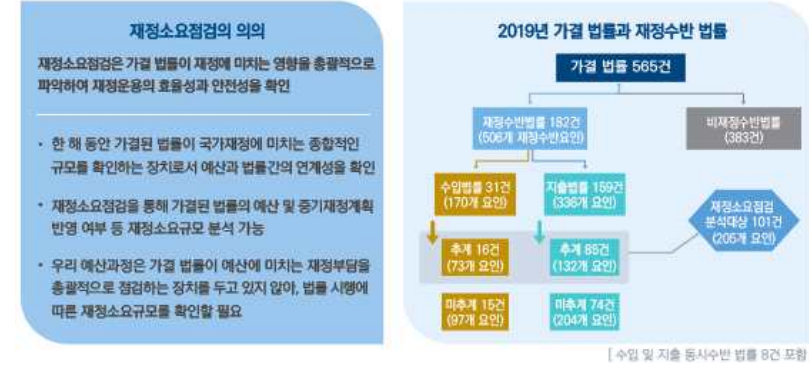 재정소요점검의 의의
재정소요점검은 가결 법률이 재정에 미치는 영향을 총괄적으로
파악하여 재정운용의 효율성과 안전성을 확인
• 한 해 동안 가결된 법률이 국가재정에 미치는 종합적인
규모를 확인하는 장치로서 예산과 법률간의 연계성을 확인
• 재정소요점검을 통해 가결된 법률의 예산 및 중기재정계획
반영 여부 등 재정소요규모 분석 가능
• 우리 예산과정은 가결 법률이 예산에 미치는 재정부담을
총괄적으로 점검하는 장치를 두고 있지 않아, 법률 시행에
따른 재정소요규모를 확인할 필요
2019년 가결 법률과 재정수반 법률
가결 법률 565건
재정수반법률 182건
(506개 재정수반요인)
비재정수반법률
(383건)
수입법률 31건
(170개 요인)
지출법률 159건
(336개 요인)
재정소요점검
분석대상 101건
(205개 요인)
추계 16건
(73개 요인)
추계 85건
(132개 요인)
미추계 15건
(97개 요인)
미추계 74건
(204개 요인)
[ 수입 및 지출 동시수반 법률 8건 포함